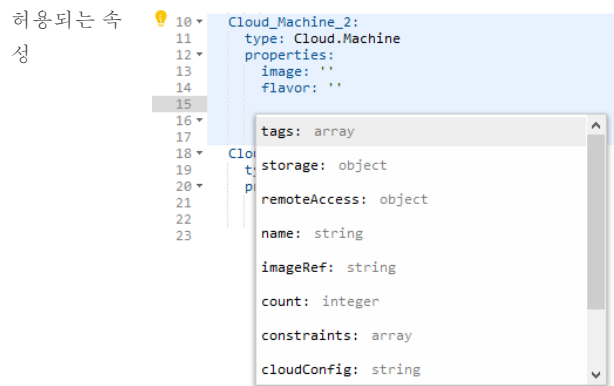 허용되는 속
성
10 Cloud_Machine_2:
11 type: Cloud.Machine
12 properties:
13 image: ''
14 flavor: ''
15
16
17
18 Clo
19 t
20 p
21
22
23
tags: array
storage: object
remoteAccess: object
name: string
imageRef: string
count: integer
constraints: array
cloudConfig: string